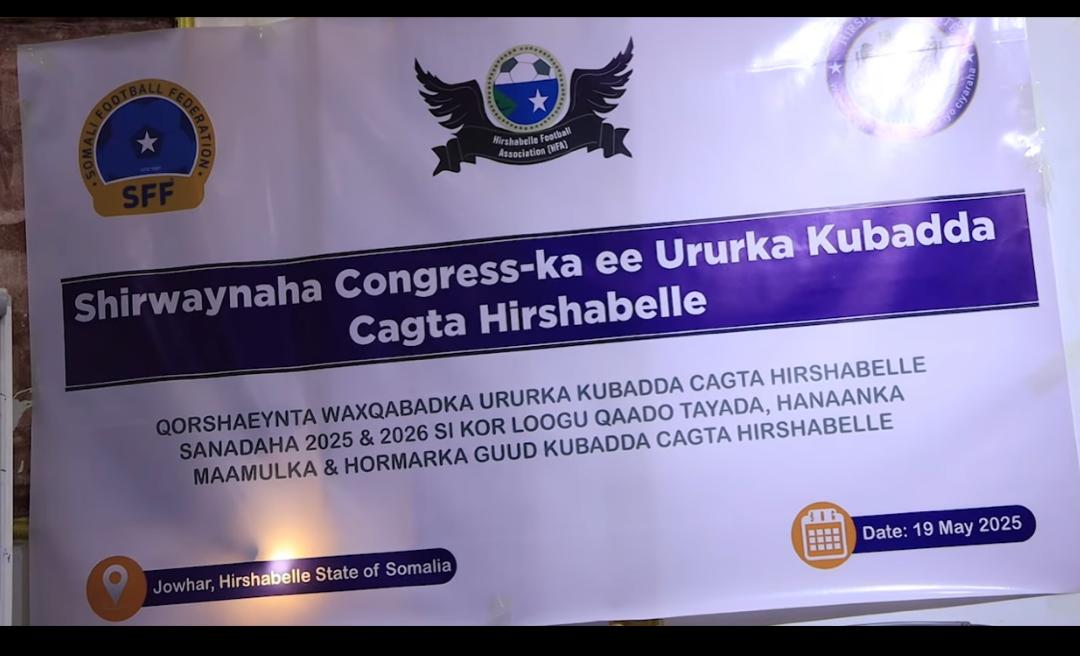 SOMALI FOOTBALL FEDERATION
SFF
Hirshabelle Football
Association (HFA)
iyo ciyaraha
Shirwaynaha Congress-ka ee Ururka Kubadda
Cagta Hirshabelle
QORSHAEYNTA WAXQABADKA URURKA KUBADDA CAGTA HIRSHABELLE
SANADAHA 2025 & 2026 SI KOR LOOGU QAADO TAYADA, HANAANKA
MAAMULKA & HORMARKA GUUD KUBADDA CAGTA HIRSHABELLE
Jowhar, Hirshabelle State of Somalia
Date: 19 May 2025